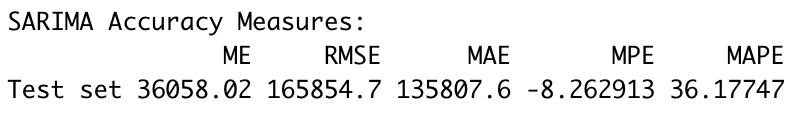 SARIMA Accuracy Measures:
ME RMSE MAE MPE MAPE
Test set 36058.02 165854.7 135807.6 -8.262913 36.17747